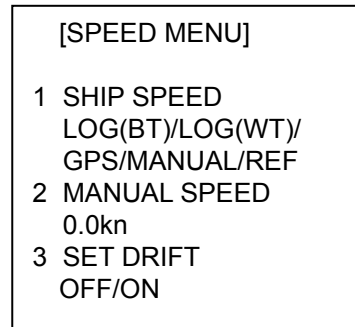 [SPEED MENU]
1 SHIP SPEED
LOG(BT)/LOG(WT)/
GPS/MANUAL/REF
2 MANUAL SPEED
0.0kn
3 SET DRIFT
OFF/ON